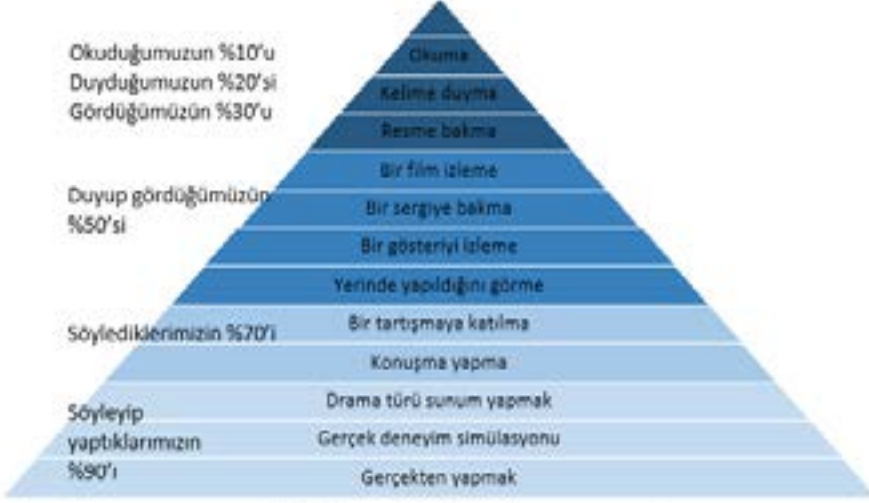 Okuduğumuzun %10'u
Duyduğumuzun %20'si
Gördüğümüzün %30'u
Duyup gördüğümüzün
%50'si
Söylediklerimizin %70'i
Söyleyip
yaptıklarımızın
%90'ı
Okuma
Kelime duyma
Resme bakma
Bir film izleme
Bir sergiye bakma
Bir gösteriyi izleme
Yerinde yapıldığını görme
Bir tartışmaya katılma
Konuşma yapma
Drama türü sunum yapmak
Gerçek deneyim simülasyonu
Gerçekten yapmak